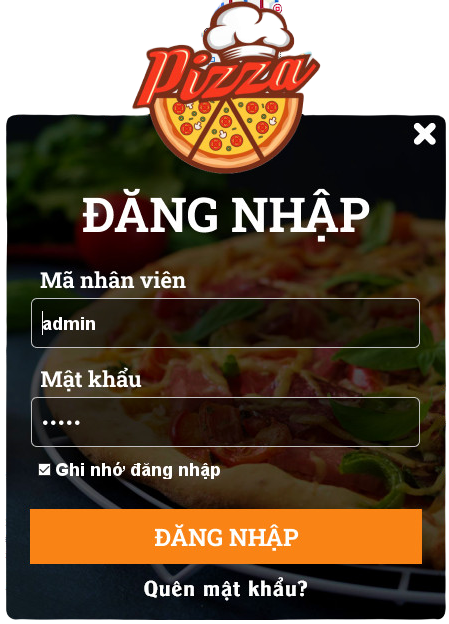 Pizza
ĐĂNG NHẬP
Mã nhân viên
admin
Mật khẩu
•••••
Ghi nhớ đăng nhập
ĐĂNG NHẬP
Quên mật khẩu?